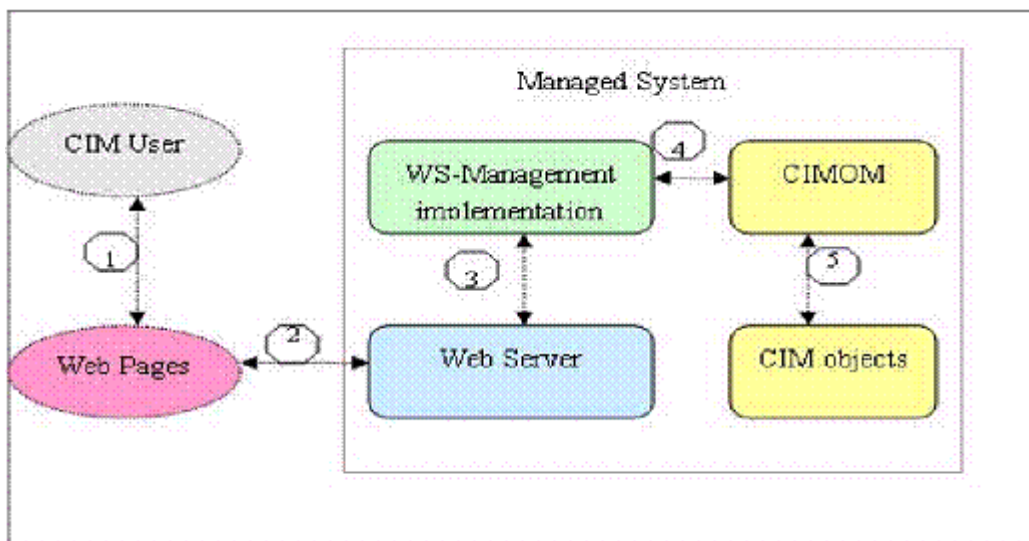 Managed System
CIM User
WS-Management
implementation
4
CIMOM
1
3
5
Web Pages
2
Web Server
CIM objects